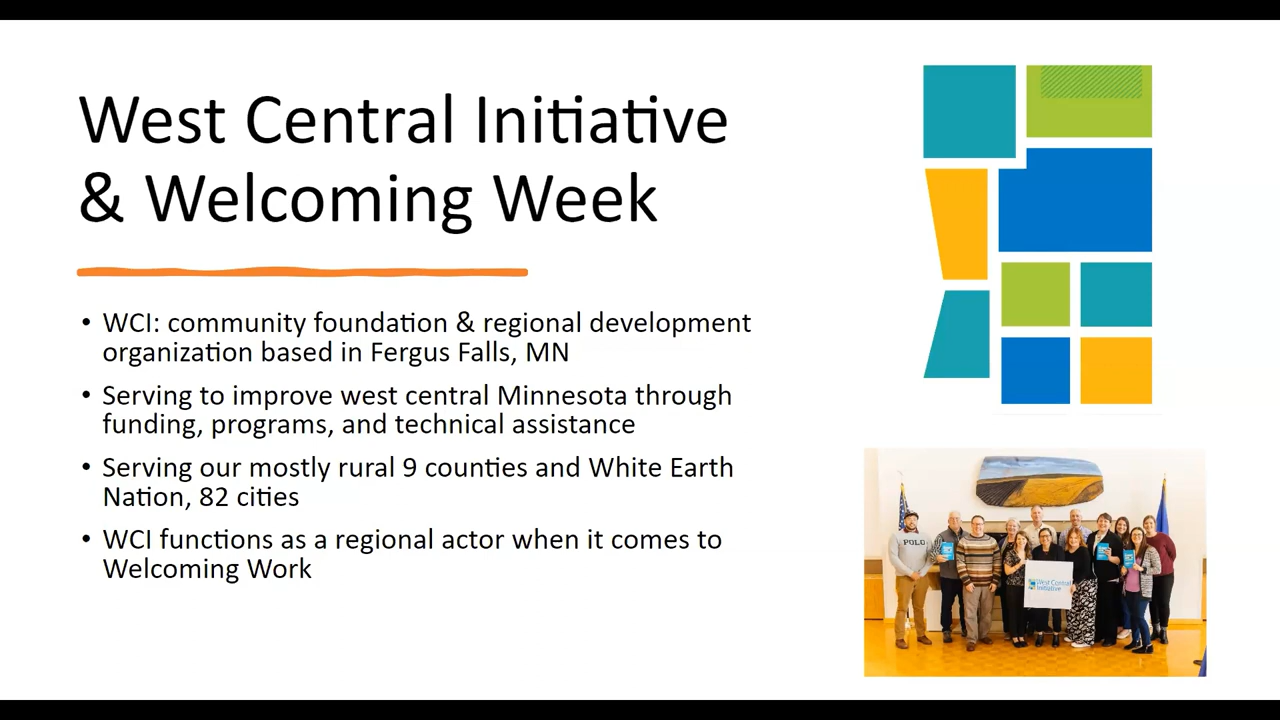 West Central Initiative
& Welcoming Week
• WCI: community foundation & regional development
organization based in Fergus Falls, MN
• Serving to improve west central Minnesota through
funding, programs, and technical assistance
• Serving our mostly rural 9 counties and White Earth
Nation, 82 cities
• WCI functions as a regional actor when it comes to
Welcoming Work
POLO
West Central
Initiative